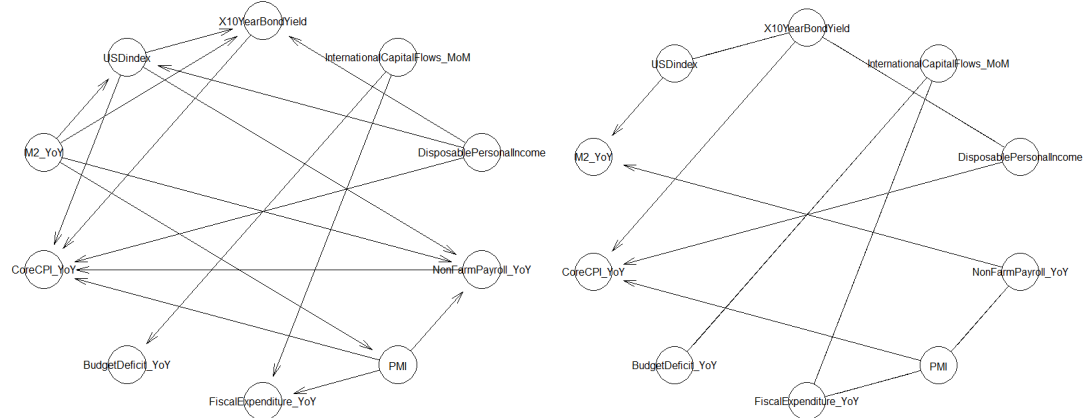 X10YearBondYield
USDindex
InternationalCapitalFlows_MoM
M2_YoY
DisposablePersonalIncome
CoreCPI_YoY
NonFarmPayroll_YoY
BudgetDeficit_YoY
PMI
FiscalExpenditure_YoY
X10YearBondYield
USDindex
InternationalCapitalFlows_MoM
M2_YoY
DisposablePersonalIncome
CoreCPI_YoY
NonFarmPayroll_YoY
BudgetDeficit_YoY
PMI
FiscalExpenditure_YoY